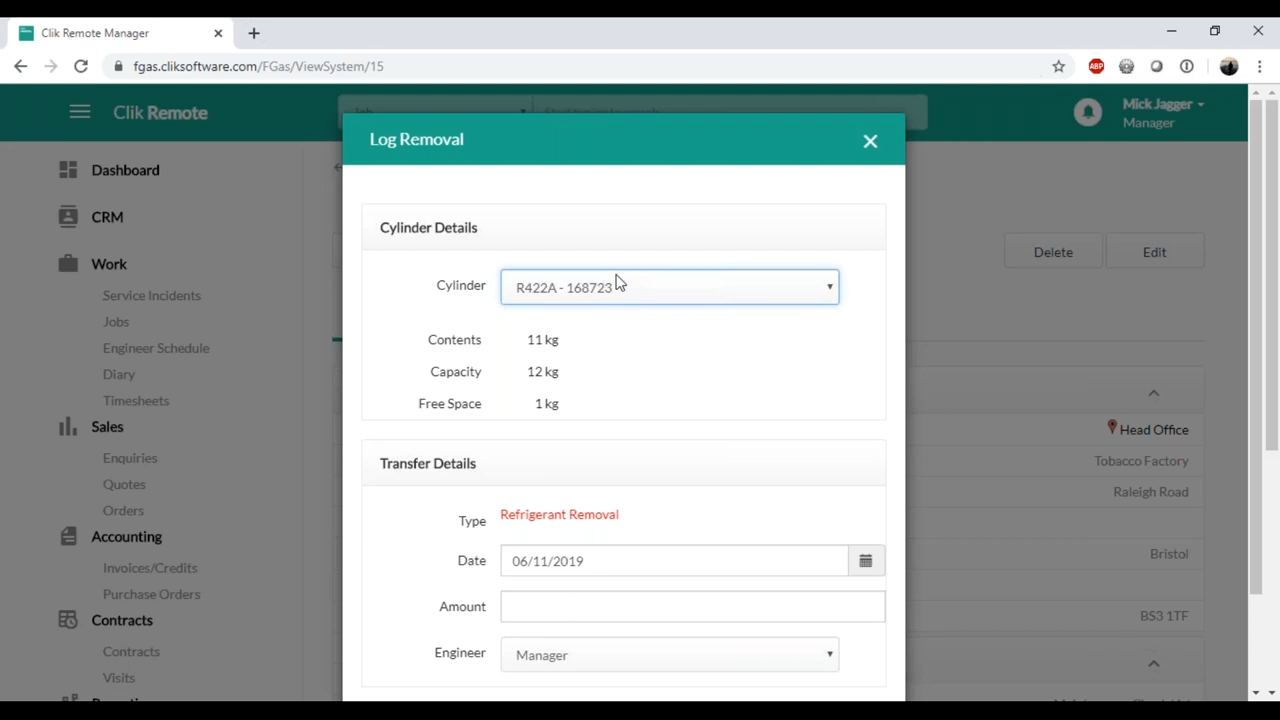 Clik Remote Manager
fgas.cliksoftware.com/FGas/ViewSystem/15
ABP
Clik Remote
Job
Mick Jagger
Manager
Log Removal
Dashboard
CRM
Work
Service Incidents
Jobs
Engineer Schedule
Diary
Timesheets
Sales
Enquiries
Quotes
Orders
Accounting
Invoices/Credits
Purchase Orders
Contracts
Contracts
Visits
Cylinder Details
Cylinder R422A - 168723
Contents 11 kg
Capacity 12 kg
Free Space 1 kg
Transfer Details
Type Refrigerant Removal
Date 06/11/2019
Amount
Engineer Manager
Delete Edit
Head Office
Tobacco Factory
Raleigh Road
Bristol
BS3 1TF